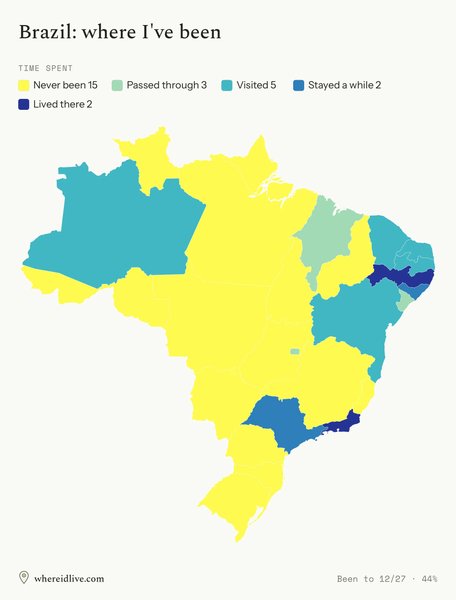 Brazil: where I've been
TIME SPENT
Never been 15 Passed through 3 Visited 5 Stayed a while 2
Lived there 2
whereidlive.com Been to 12/27 · 44%